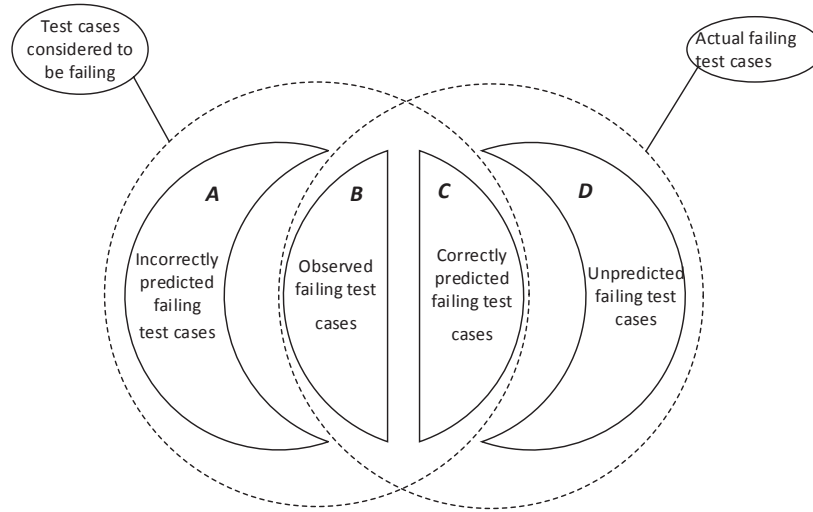 Test cases
considered to
be failing
Actual failing
test cases
A
B
C
D
Incorrectly
predicted
failing
test cases
Observed
failing test
cases
Correctly
predicted
failing test
cases
Unpredicted
failing test
cases